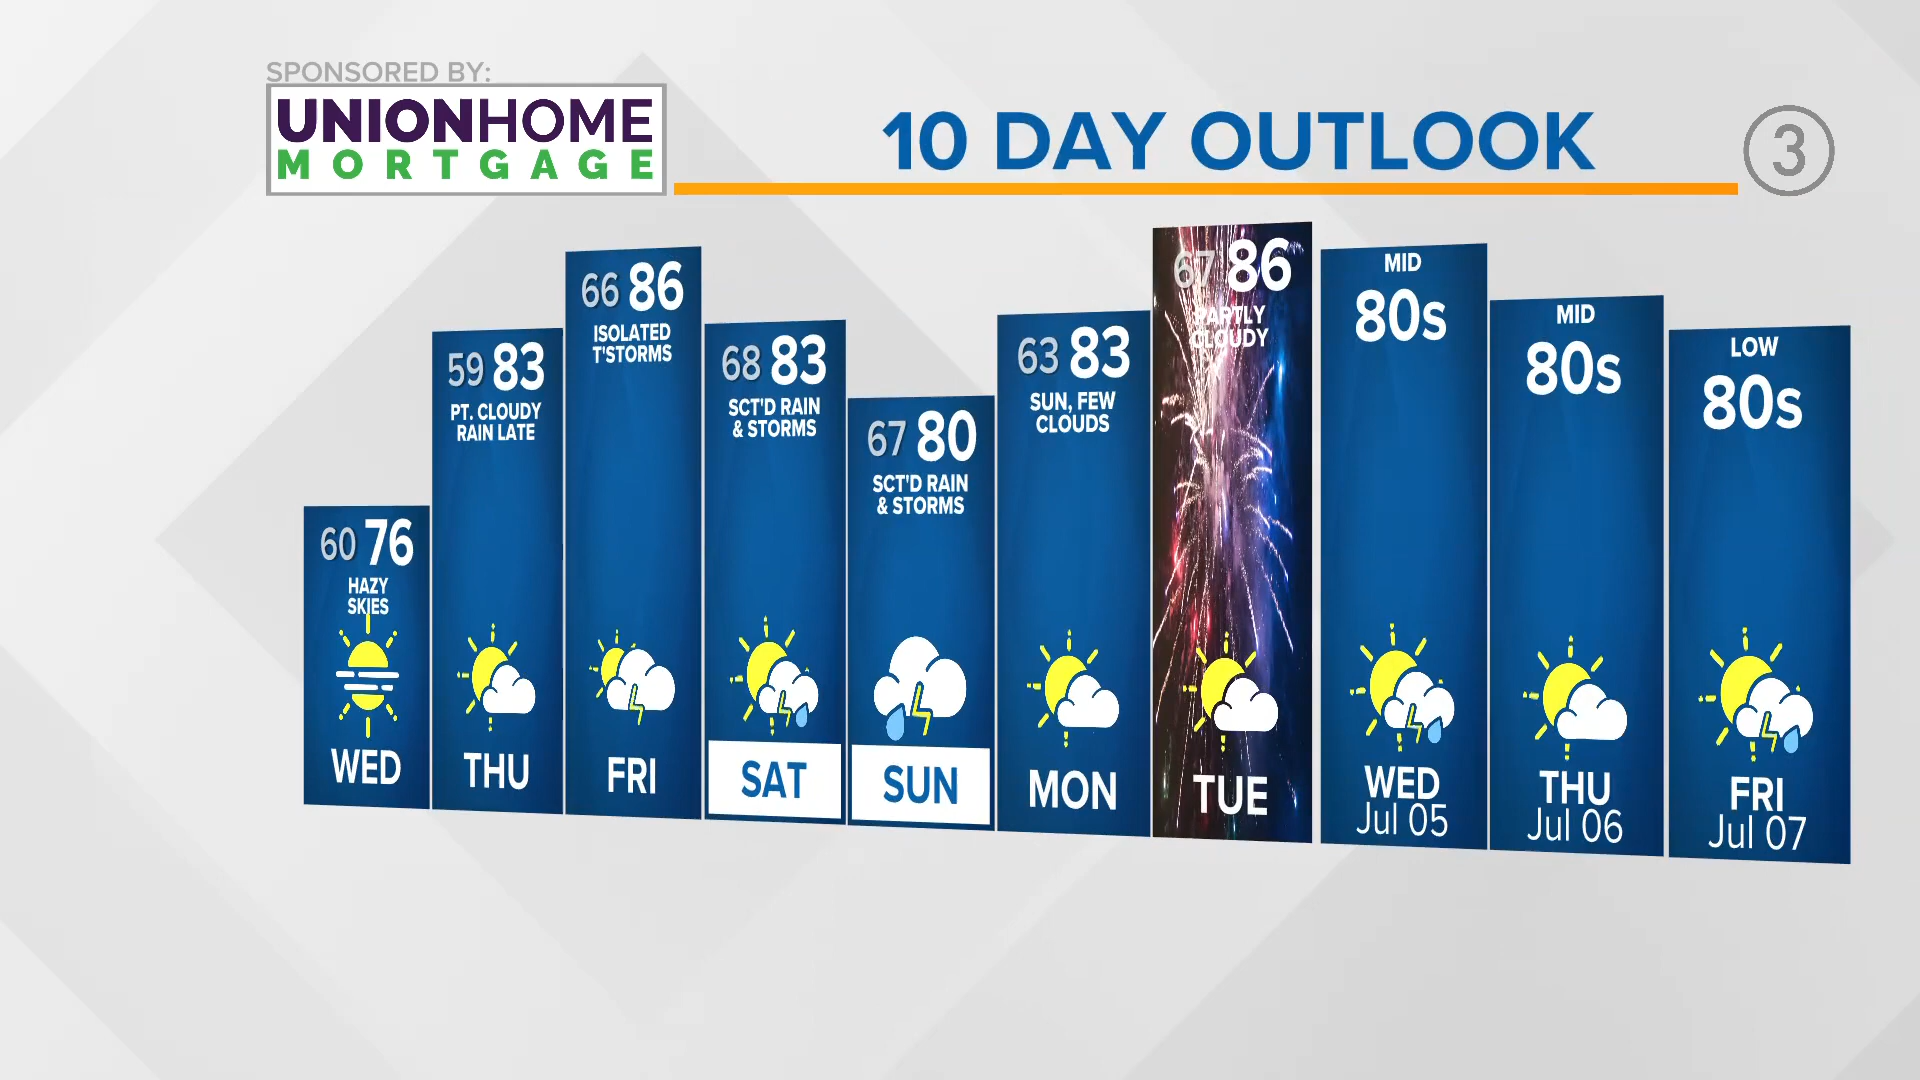 SPONSORED BY:
UNIONHOME
MORTGAGE
10 DAY OUTLOOK
3
60 76
HAZY
SKIES
WED
59 83
PT. CLOUDY
RAIN LATE
THU
66 86
ISOLATED
T'STORMS
FRI
68 83
SCT'D RAIN
& STORMS
SAT
67 80
SCT'D RAIN
& STORMS
SUN
63 83
SUN, FEW
CLOUDS
MON
67 86
PARTLY
CLOUDY
TUE
MID
80s
WED
Jul 05
MID
80s
THU
Jul 06
LOW
80s
FRI
Jul 07